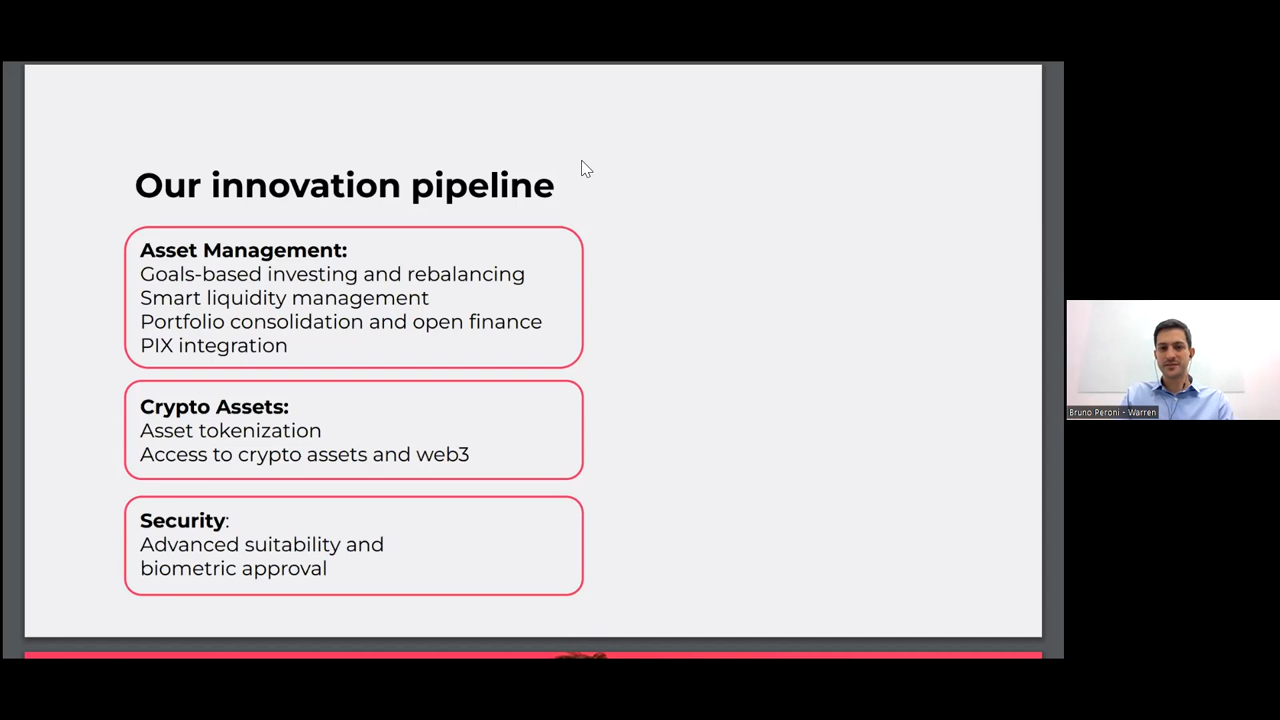 Our innovation pipeline
Asset Management:
Goals-based investing and rebalancing
Smart liquidity management
Portfolio consolidation and open finance
PIX integration
Crypto Assets:
Asset tokenization
Access to crypto assets and web3
Security:
Advanced suitability and
biometric approval
Bruno Peroni - Warren